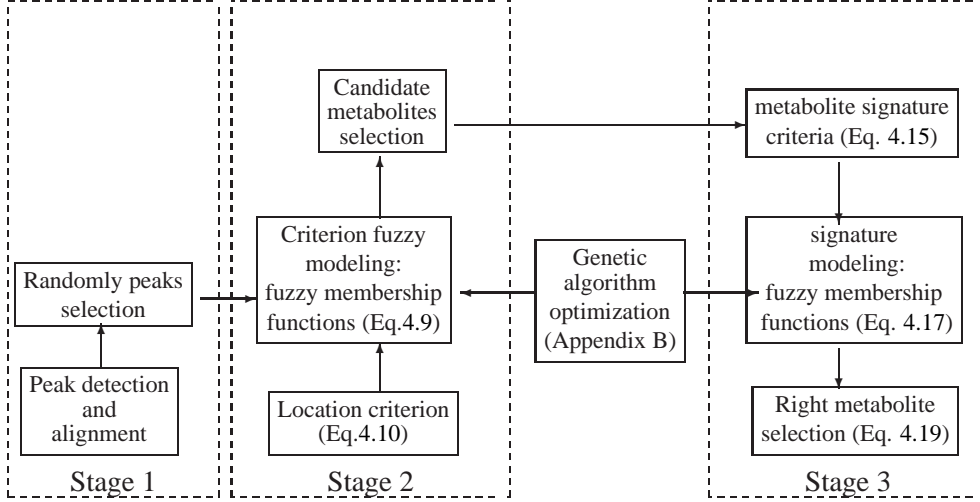 Peak detection
and
alignment
Randomly peaks
selection
Stage 1
Candidate
metabolites
selection
Criterion fuzzy
modeling:
fuzzy membership
functions (Eq.4.9)
Location criterion
(Eq.4.10)
Stage 2
Genetic
algorithm
optimization
(Appendix B)
metabolite signature
criteria (Eq. 4.15)
signature
modeling:
fuzzy membership
functions (Eq. 4.17)
Right metabolite
selection (Eq. 4.19)
Stage 3